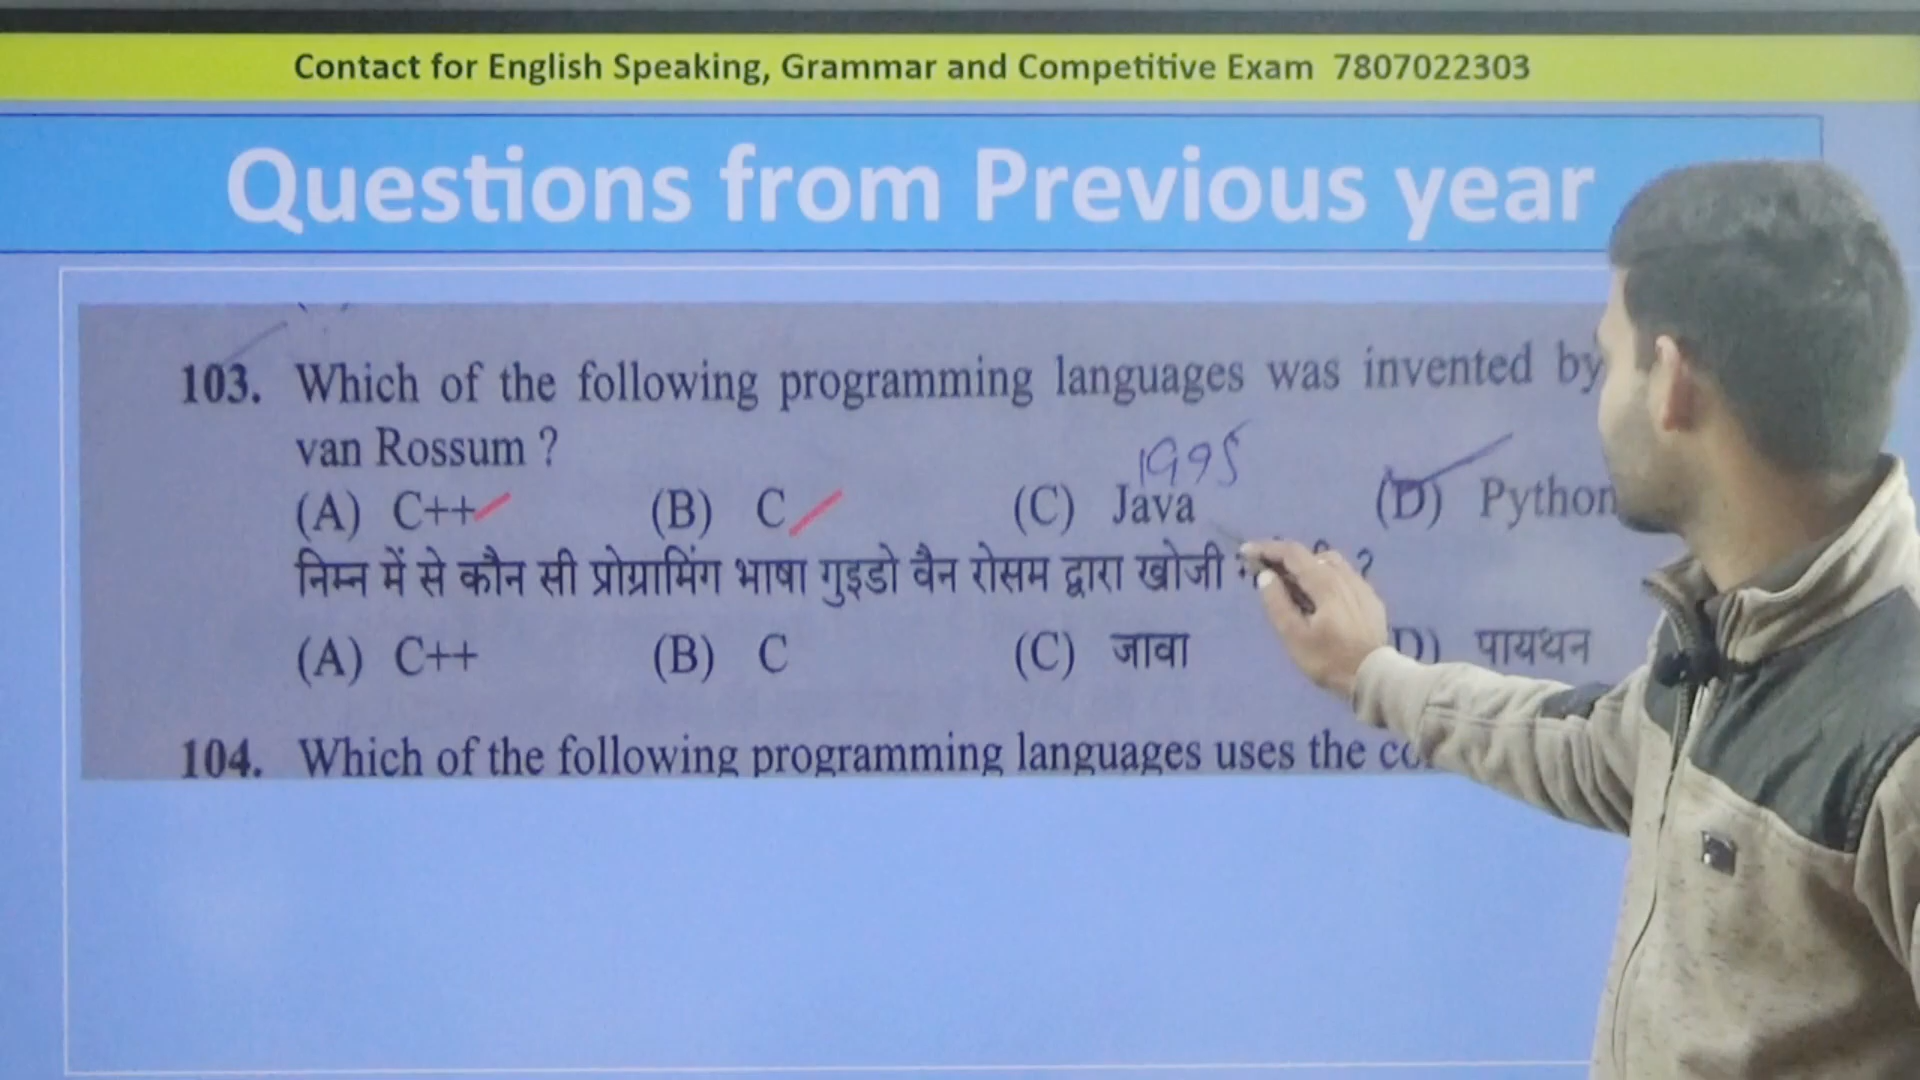 Contact for English Speaking, Grammar and Competitive Exam 7807022303
Questions from Previous year
103. Which of the following programming languages was invented by
van Rossum ?
1995
(A) C++ (B) C (C) Java (D) Python
निम्न में से कौन सी प्रोग्रामिंग भाषा गुइडो वैन रोसम द्वारा खोजी ?
(A) C++ (B) C (C) जावा D) पायथन
104. Which of the following programming languages uses the